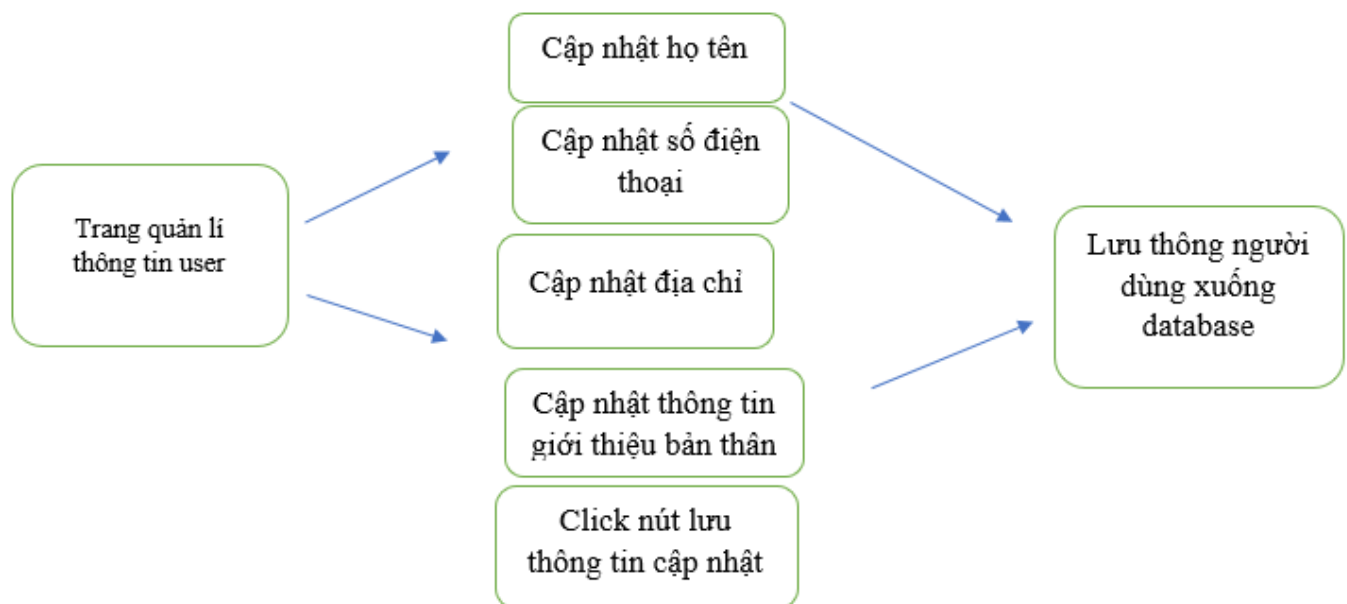 Cập nhật họ tên
Cập nhật số điện
thoại
Trang quản lí
thông tin user
Cập nhật địa chỉ
Lưu thông người
dùng xuống
database
Cập nhật thông tin
giới thiệu bản thân
Click nút lưu
thông tin cập nhật